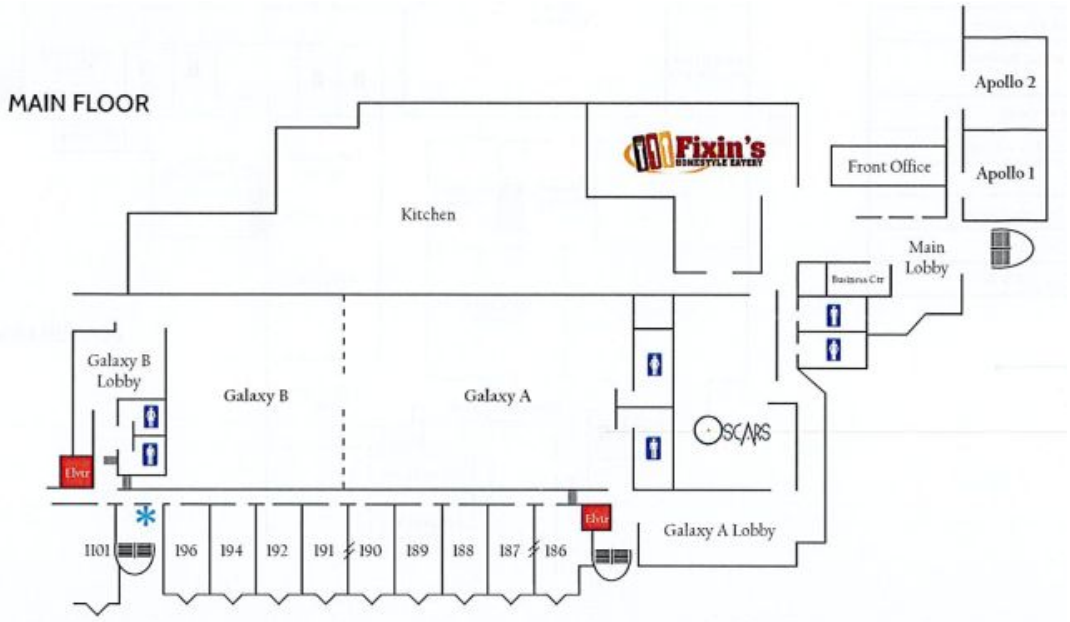 MAIN FLOOR
Apollo 2
Fixin's
HOMESTYLE EATERY
Front Office
Apollo 1
Kitchen
Main
Lobby
Business Ctr
Galaxy B
Lobby
Galaxy B
Galaxy A
OSCARS
Elvtr
Elvtr
Galaxy A Lobby
1101
196
194
192
191
190
189
188
187
186